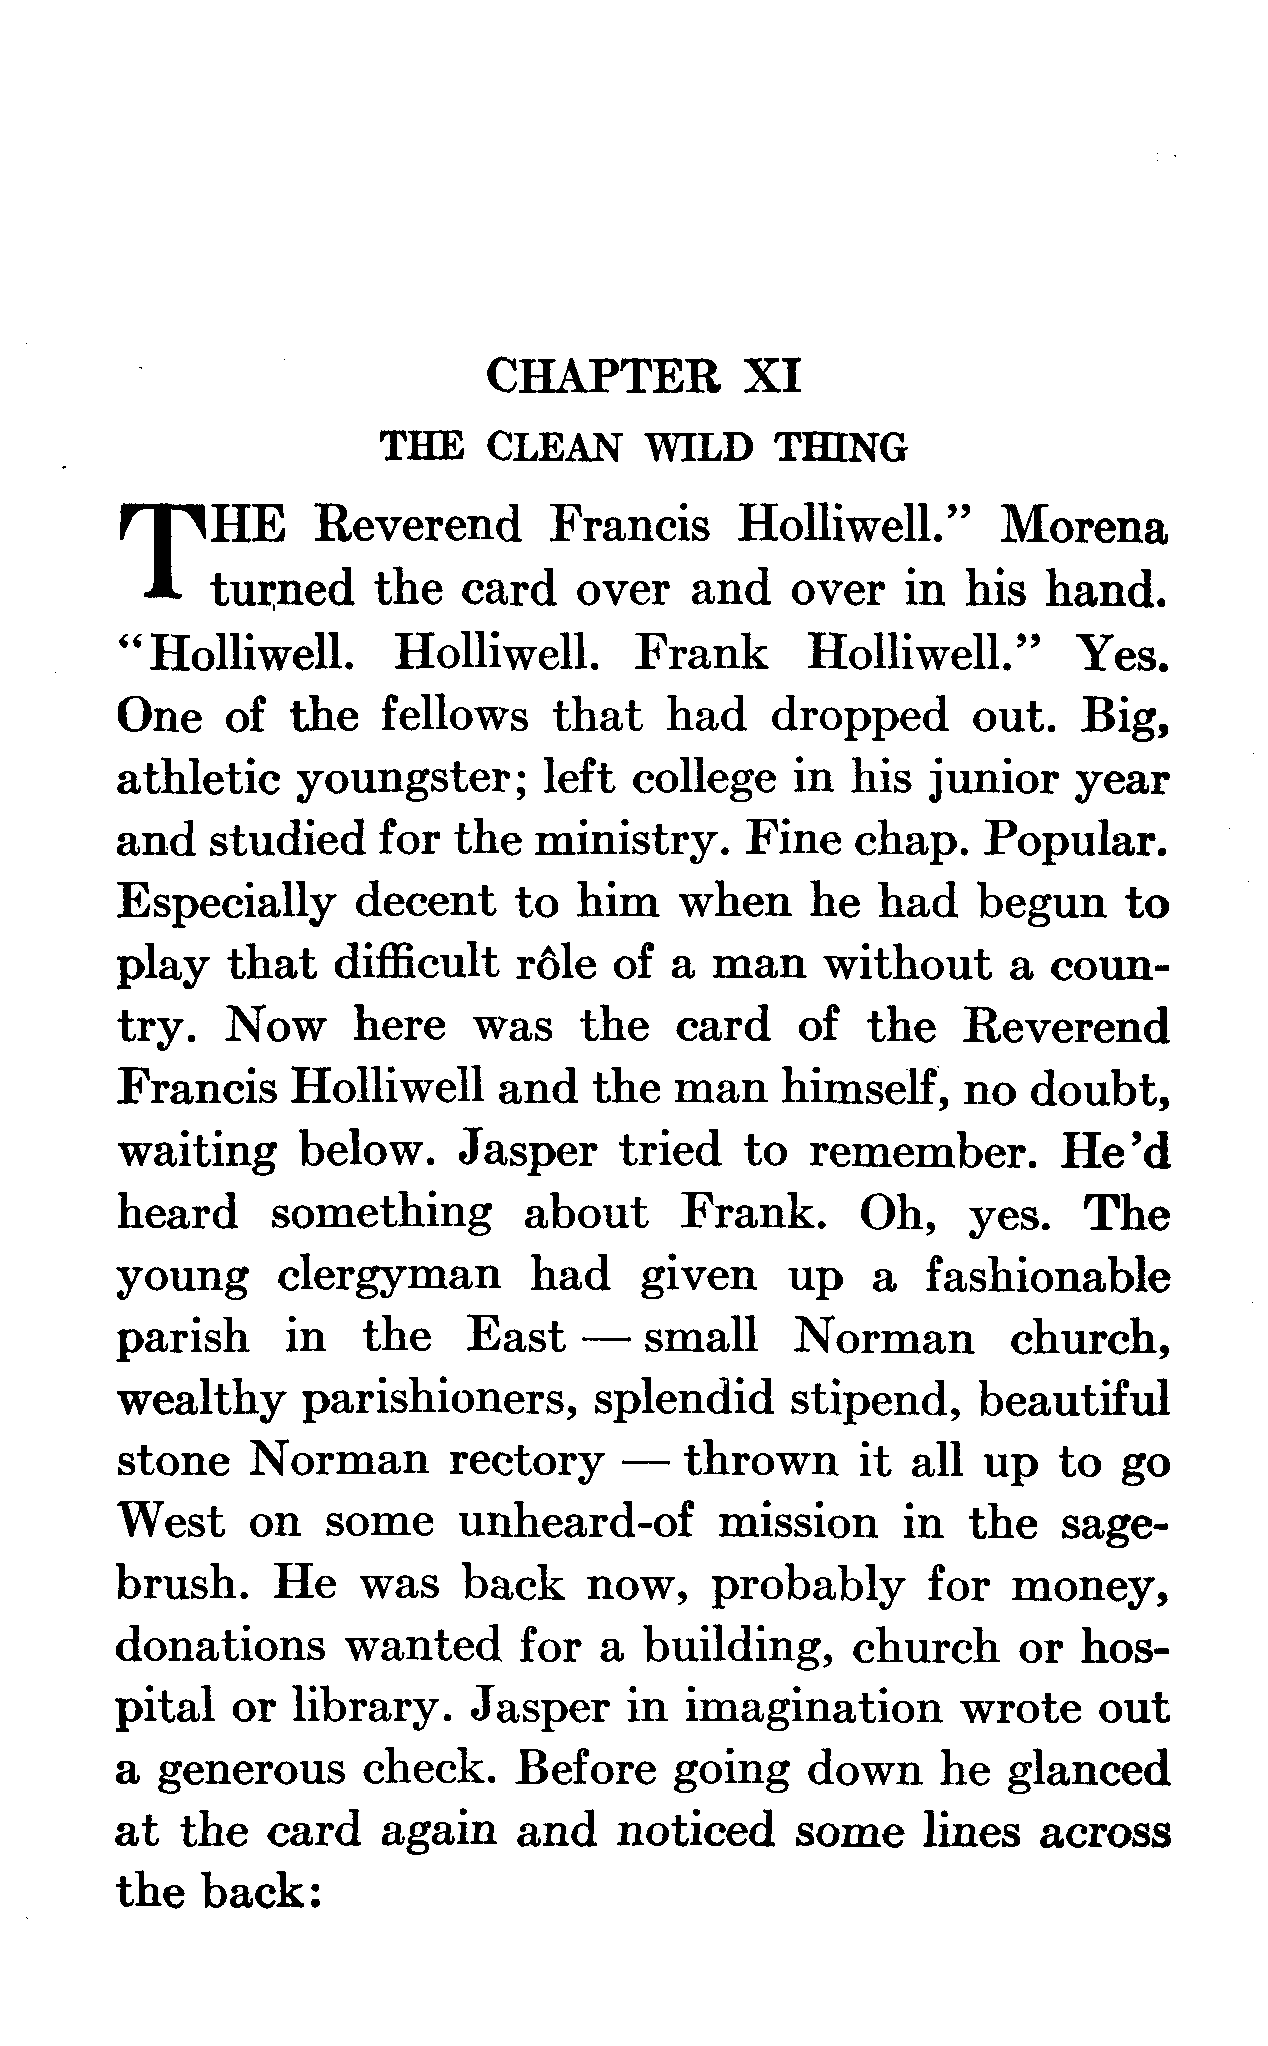 CHAPTER XI
THE CLEAN WILD THING
THE Reverend Francis Holliwell.” Morena
turned the card over and over in his hand.
“Holliwell. Holliwell. Frank Holliwell.” Yes.
One of the fellows that had dropped out. Big,
athletic youngster; left college in his junior year
and studied for the ministry. Fine chap. Popular.
Especially decent to him when he had begun to
play that difficult rôle of a man without a coun-
try. Now here was the card of the Reverend
Francis Holliwell and the man himself, no doubt,
waiting below. Jasper tried to remember. He’d
heard something about Frank. Oh, yes. The
young clergyman had given up a fashionable
parish in the East — small Norman church,
wealthy parishioners, splendid stipend, beautiful
stone Norman rectory — thrown it all up to go
West on some unheard-of mission in the sage-
brush. He was back now, probably for money,
donations wanted for a building, church or hos-
pital or library. Jasper in imagination wrote out
a generous check. Before going down he glanced
at the card again and noticed some lines across
the back: